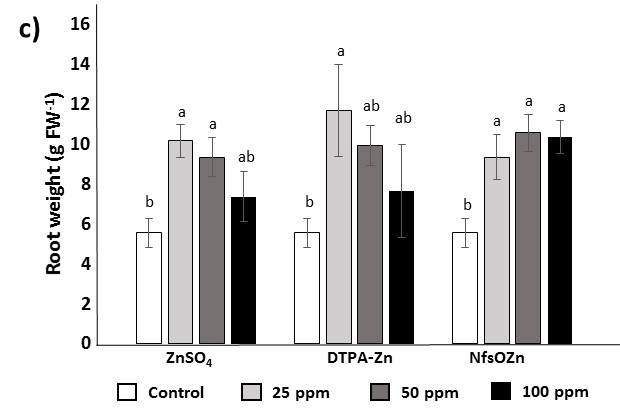 c)
Root weight (g FW⁻¹)
16
14
12
10
8
6
4
2
0
b
a
a
ab
b
a
ab
ab
b
a
a
a
ZnSO₄
DTPA-Zn
NfsOZn
Control
25 ppm
50 ppm
100 ppm